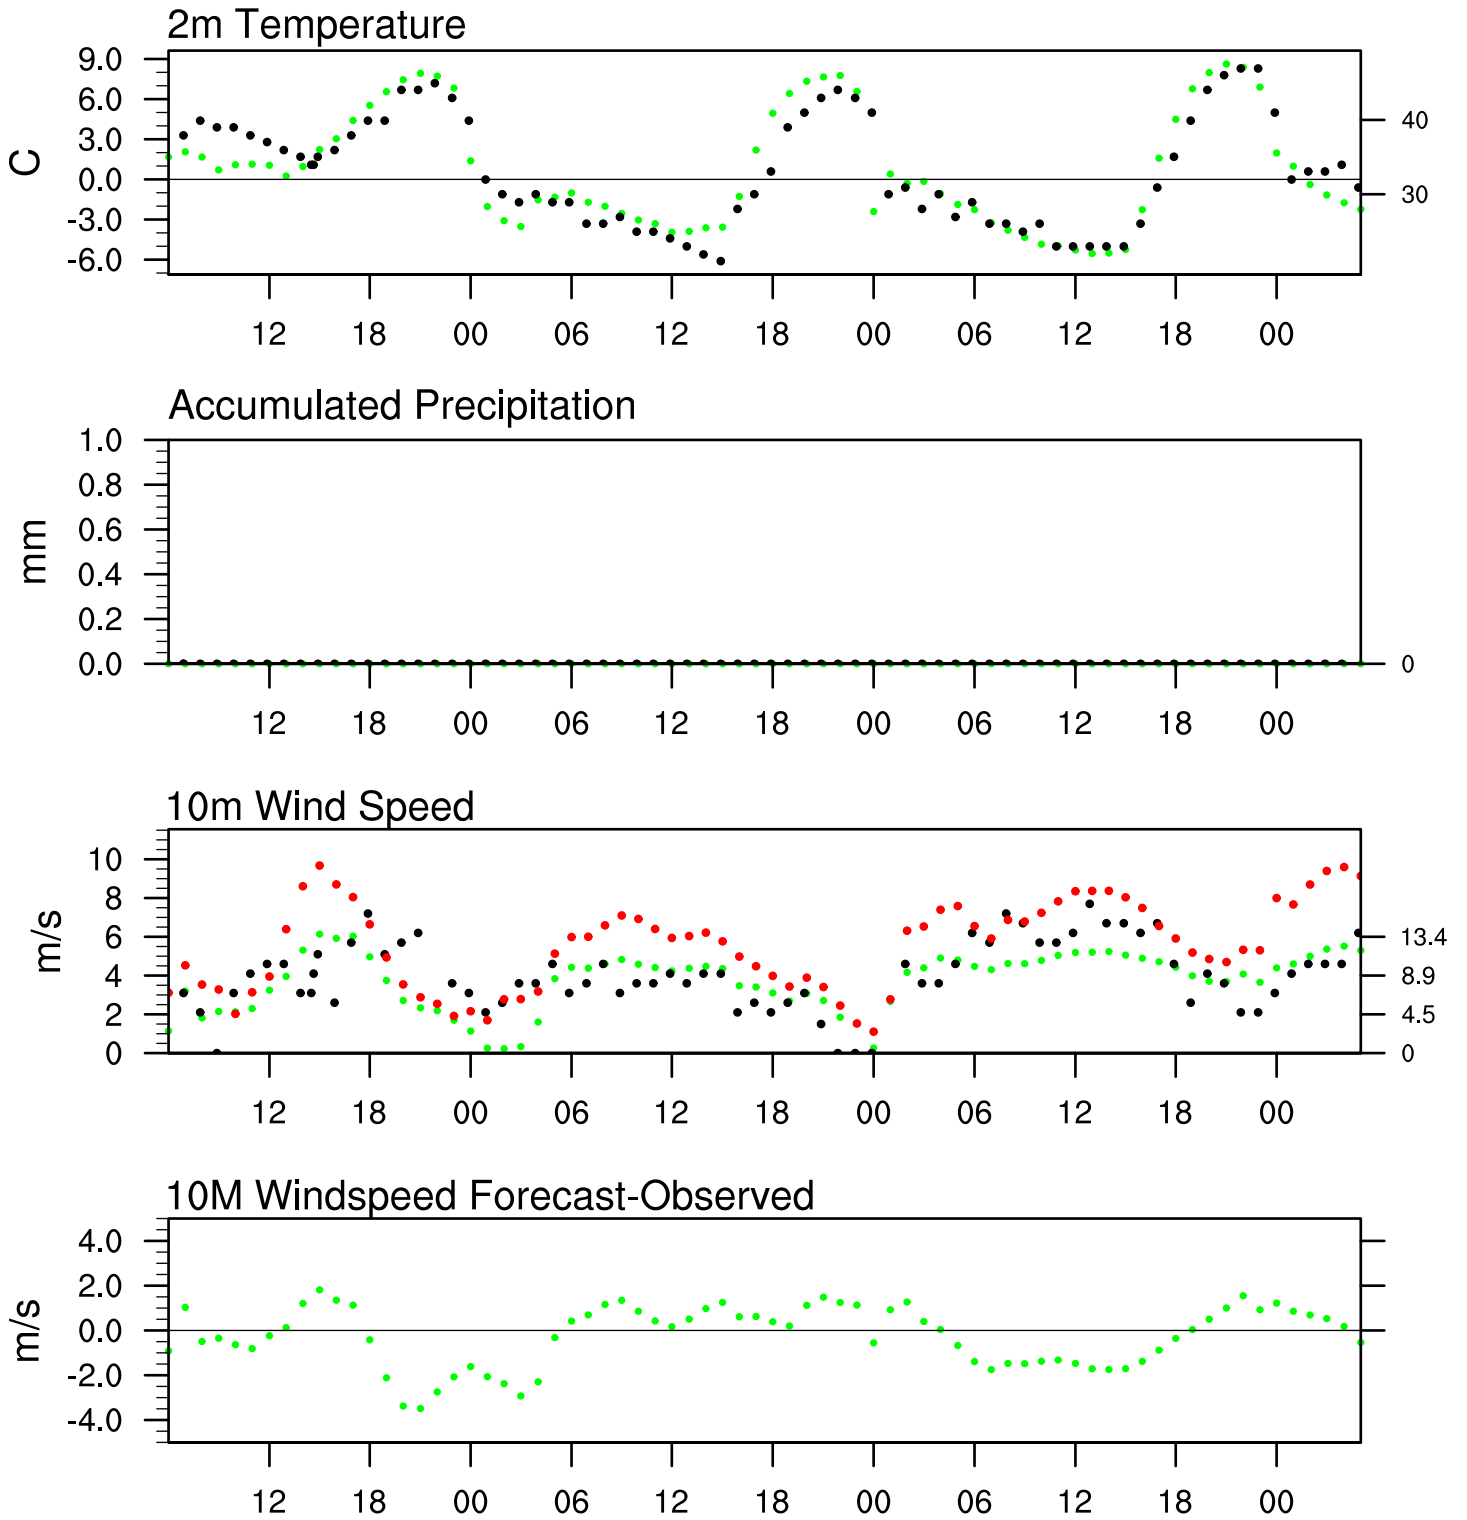 2m Temperature
9.0
6.0
3.0
0.0
-3.0
-6.0
C
40
30
12 18 00 06 12 18 00 06 12 18 00
Accumulated Precipitation
1.0
0.8
0.6
0.4
0.2
0.0
mm
0
12 18 00 06 12 18 00 06 12 18 00
10m Wind Speed
10
8
6
4
2
0
m/s
13.4
8.9
4.5
0
12 18 00 06 12 18 00 06 12 18 00
10M Windspeed Forecast-Observed
4.0
2.0
0.0
-2.0
-4.0
m/s
12 18 00 06 12 18 00 06 12 18 00